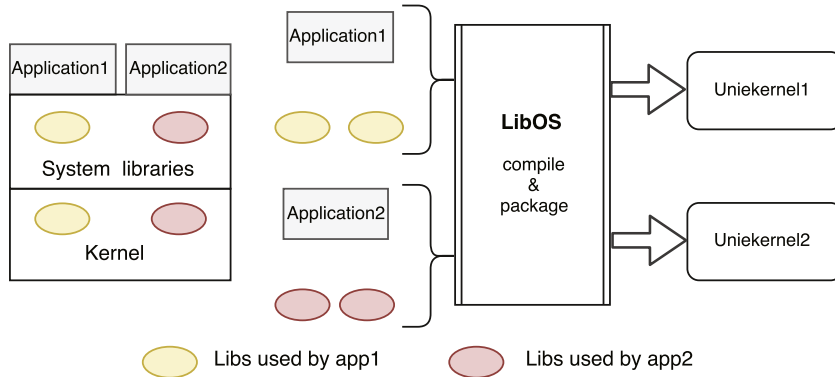 Application1
Application2
System libraries
Kernel
Application1
Application2
LibOS
compile
&
package
Uniekernel1
Uniekernel2
Libs used by app1
Libs used by app2